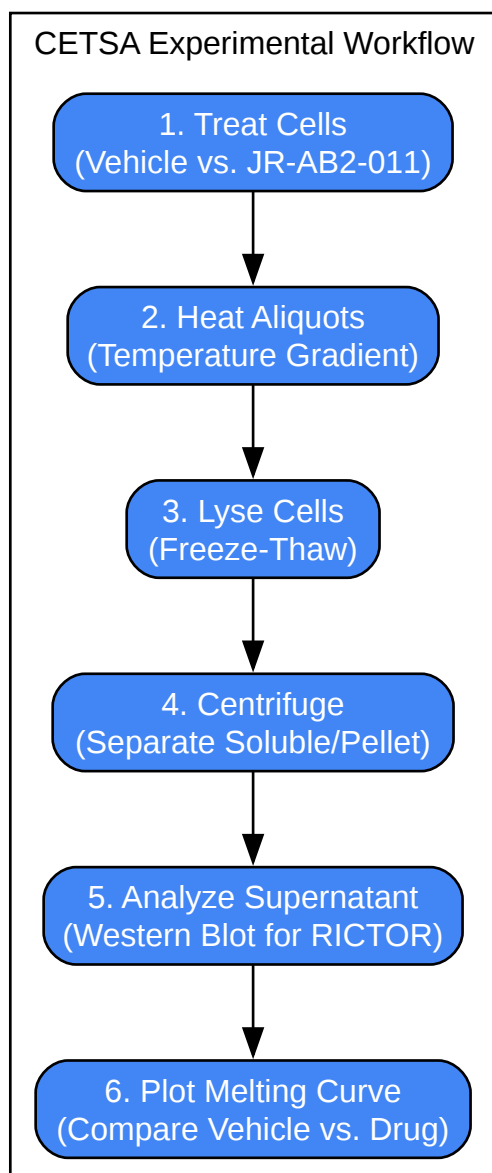 CETSA Experimental Workflow
1. Treat Cells
(Vehicle vs. JR-AB2-011)
2. Heat Aliquots
(Temperature Gradient)
3. Lyse Cells
(Freeze-Thaw)
4. Centrifuge
(Separate Soluble/Pellet)
5. Analyze Supernatant
(Western Blot for RICTOR)
6. Plot Melting Curve
(Compare Vehicle vs. Drug)